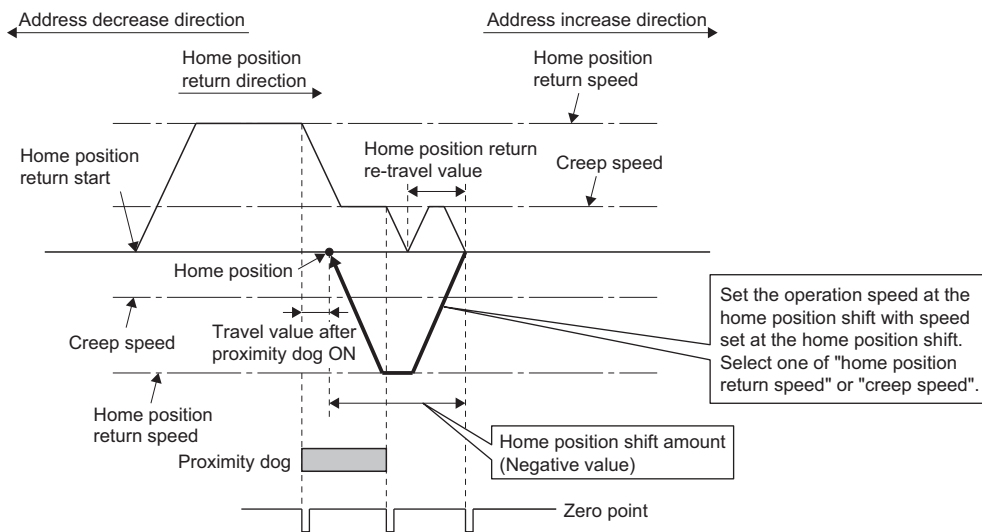 Address decrease direction
Address increase direction
Home position
return direction
Home position
return speed
Home position
return start
Home position return
re-travel value
Creep speed
Home position
Creep speed
Travel value after
proximity dog ON
Set the operation speed at the
home position shift with speed
set at the home position shift.
Select one of "home position
return speed" or "creep speed".
Home position
return speed
Home position shift amount
(Negative value)
Proximity dog
Zero point